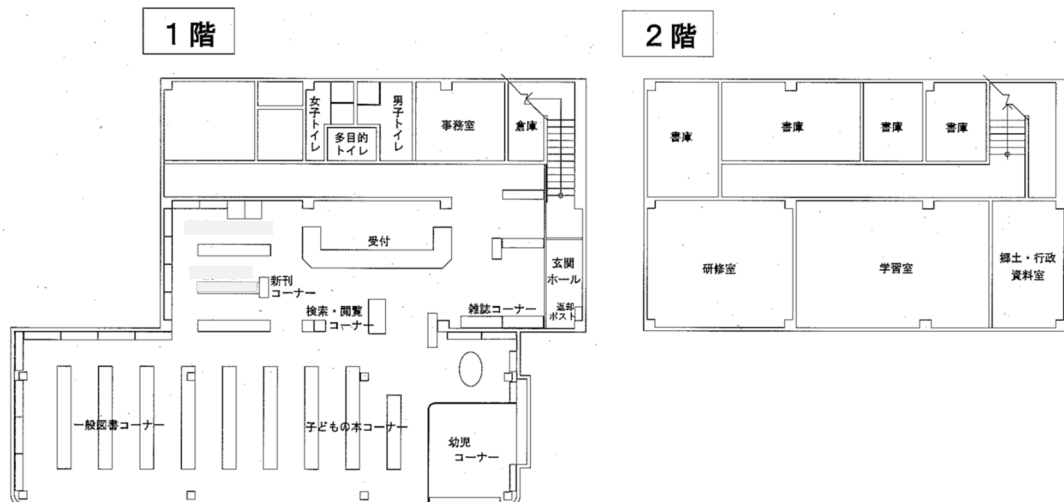 1階
2階
女子トイレ
多目的
トイレ
男子トイレ
事務室
倉庫
受付
玄関
ホール
返却
ポスト
新刊
コーナー
検索・閲覧
コーナー
雑誌コーナー
一般図書コーナー
子どもの本コーナー
幼児
コーナー
書庫
書庫
書庫
書庫
研修室
学習室
郷土・行政
資料室